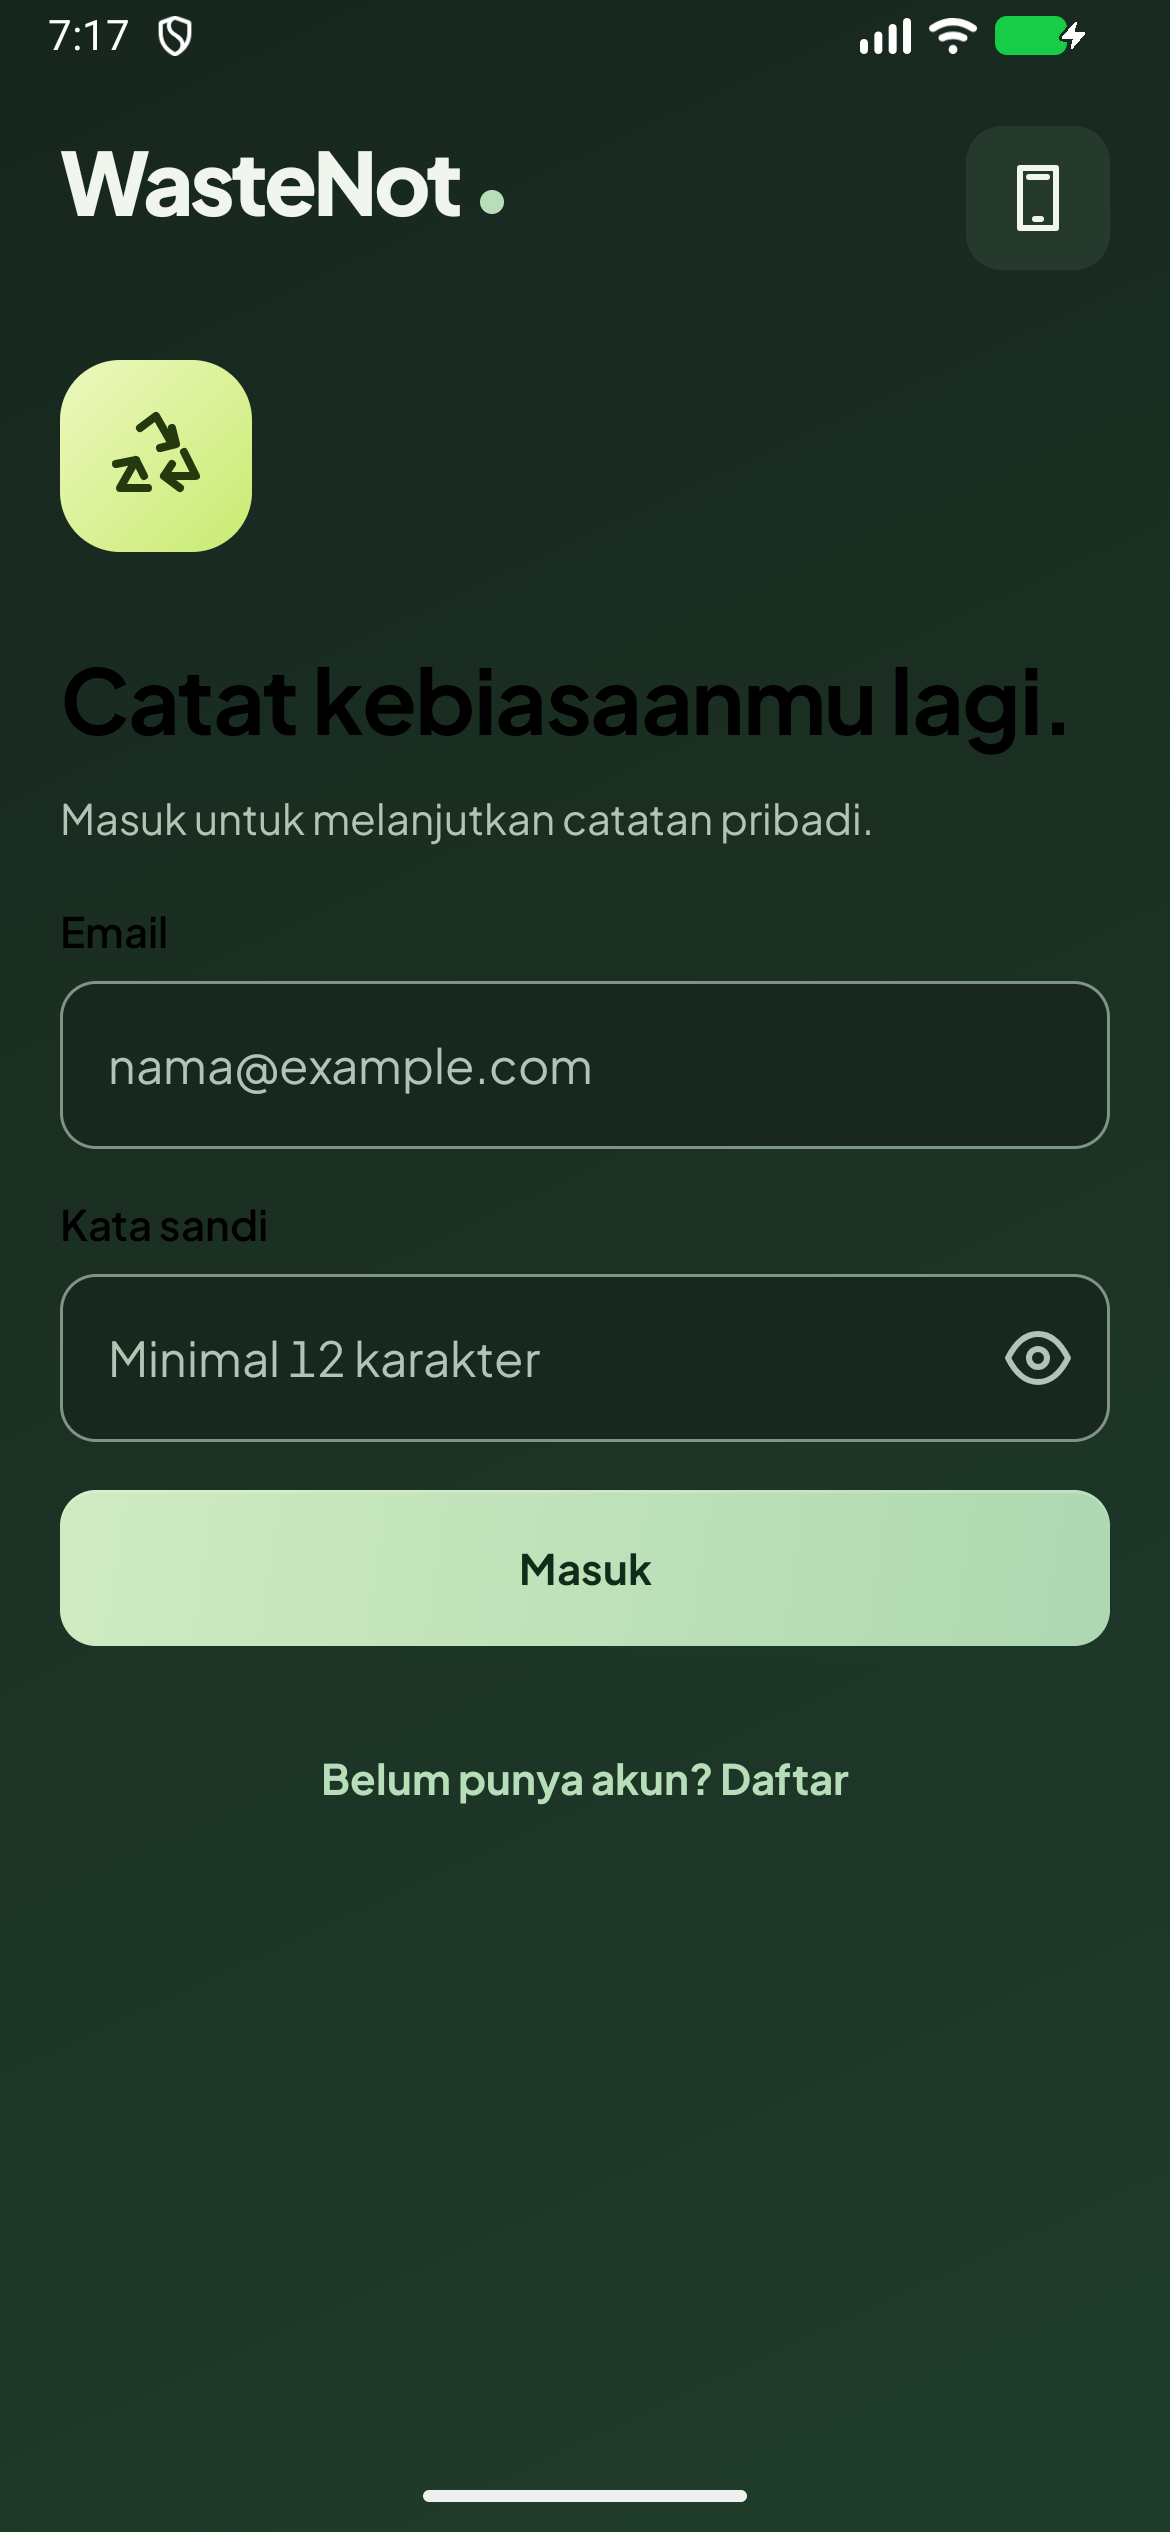 7:17
WasteNot
Catat kebiasaanmu lagi.
Masuk untuk melanjutkan catatan pribadi.
Email
nama@example.com
Kata sandi
Minimal 12 karakter
Masuk
Belum punya akun? Daftar